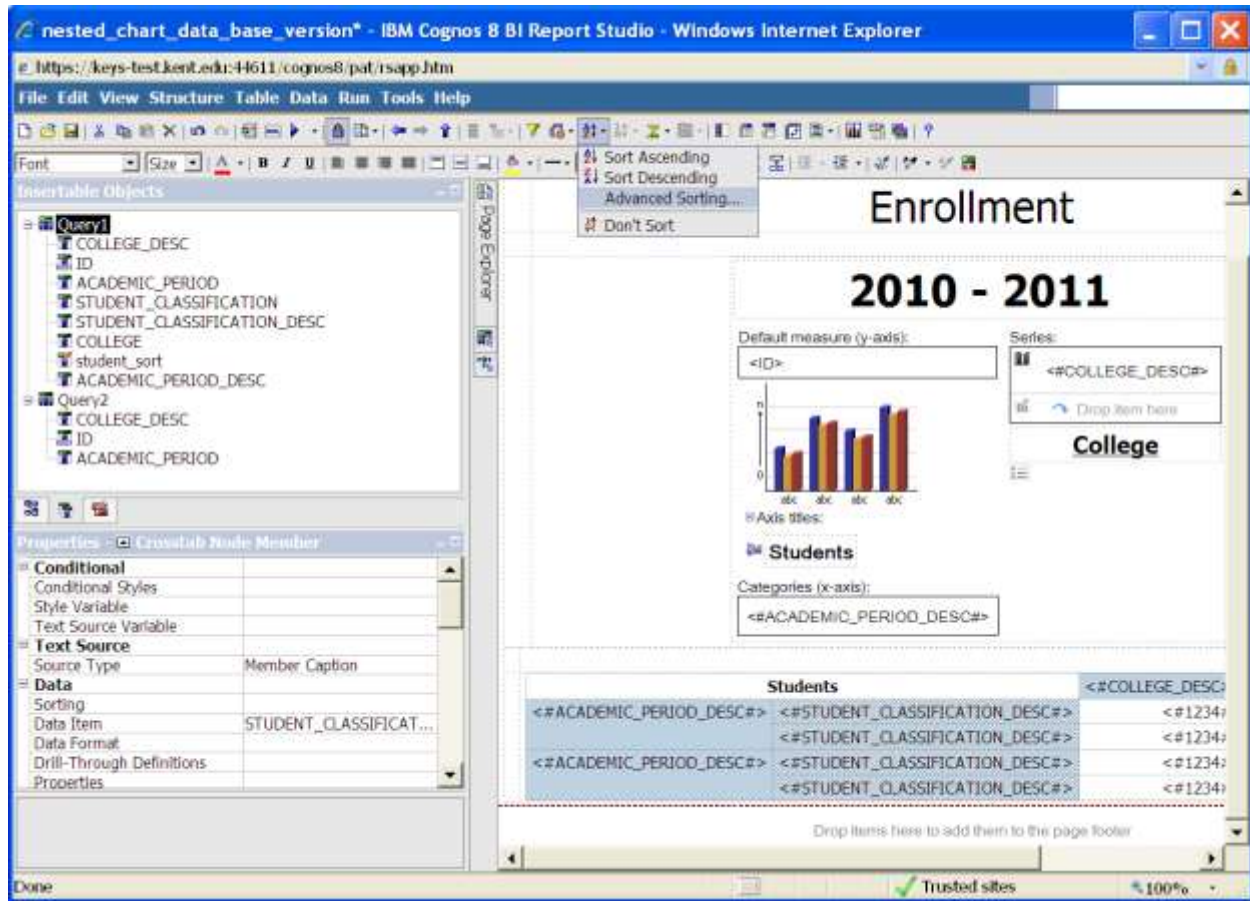 nested_chart_data_base_version* - IBM Cognos 8 BI Report Studio - Windows Internet Explorer
https://keys-test.kent.edu:44611/cognos8/pat/rsapp.htm
File Edit View Structure Table Data Run Tools Help
Font Size
Sort Ascending
Sort Descending
Advanced Sorting...
Don't Sort
Insertable Objects
Query1
COLLEGE_DESC
ID
ACADEMIC_PERIOD
STUDENT_CLASSIFICATION
STUDENT_CLASSIFICATION_DESC
COLLEGE
student_sort
ACADEMIC_PERIOD_DESC
Query2
COLLEGE_DESC
ID
ACADEMIC_PERIOD
Page Explorer
Properties - Crosstab Node Member
Conditional
Conditional Styles
Style Variable
Text Source Variable
Text Source
Source Type Member Caption
Data
Sorting
Data Item STUDENT_CLASSIFICAT...
Data Format
Drill-Through Definitions
Properties
Enrollment
2010 - 2011
Default measure (y-axis):
<ID>
Series:
<#COLLEGE_DESC#>
Drop item here
College
abc abc abc abc
Axis titles:
Students
Categories (x-axis):
<#ACADEMIC_PERIOD_DESC#>
Students <#COLLEGE_DESC
<#ACADEMIC_PERIOD_DESC#> <#STUDENT_CLASSIFICATION_DESC#> <#1234
<#STUDENT_CLASSIFICATION_DESC#> <#1234
<#ACADEMIC_PERIOD_DESC#> <#STUDENT_CLASSIFICATION_DESC#> <#1234
<#STUDENT_CLASSIFICATION_DESC#> <#1234
Drop items here to add them to the page footer
Done Trusted sites 100%